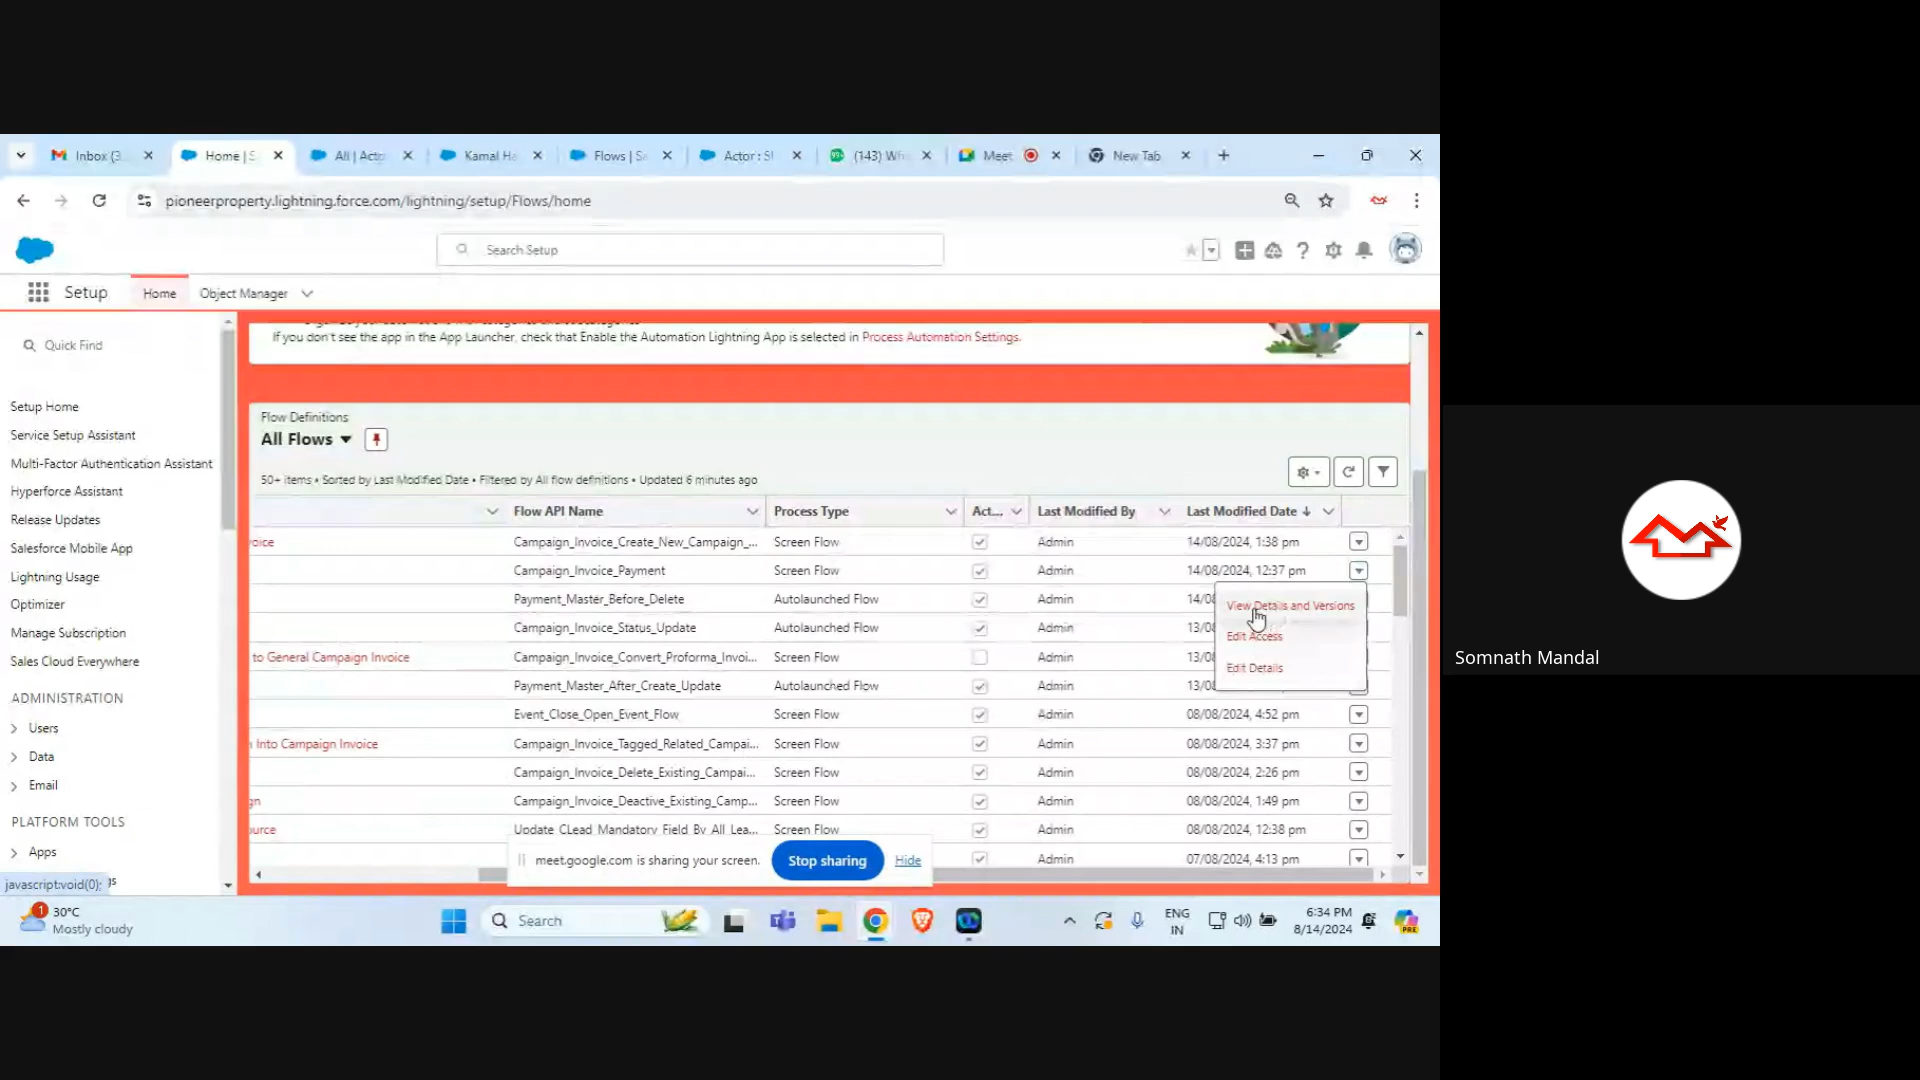 Inbox (3
Home | S
All | Acto
Kamal Ha
Flows | Sa
Actor : S
(143) Wh
Meet
New Tab
pioneerproperty.lightning.force.com/lightning/setup/Flows/home
Search Setup
Setup
Home
Object Manager
Quick Find
Setup Home
Service Setup Assistant
Multi-Factor Authentication Assistant
Hyperforce Assistant
Release Updates
Salesforce Mobile App
Lightning Usage
Optimizer
Manage Subscription
Sales Cloud Everywhere
ADMINISTRATION
Users
Data
Email
PLATFORM TOOLS
Apps
javascript:void(0);
If you don't see the app in the App Launcher, check that Enable the Automation Lightning App is selected in Process Automation Settings.
Flow Definitions
All Flows
50+ items • Sorted by Last Modified Date • Filtered by All flow definitions • Updated 6 minutes ago
Flow API Name Process Type Act... Last Modified By Last Modified Date
oice Campaign_Invoice_Create_New_Campaign_... Screen Flow Admin 14/08/2024, 1:38 pm
Campaign_Invoice_Payment Screen Flow Admin 14/08/2024, 12:37 pm
Payment_Master_Before_Delete Autolaunched Flow Admin 14/0
Campaign_Invoice_Status_Update Autolaunched Flow Admin 13/0
to General Campaign Invoice Campaign_Invoice_Convert_Proforma_Invoi... Screen Flow Admin 13/0
Payment_Master_After_Create_Update Autolaunched Flow Admin 13/0
Event_Close_Open_Event_Flow Screen Flow Admin 08/08/2024, 4:52 pm
Into Campaign Invoice Campaign_Invoice_Tagged_Related_Campai... Screen Flow Admin 08/08/2024, 3:37 pm
Campaign_Invoice_Delete_Existing_Campai... Screen Flow Admin 08/08/2024, 2:26 pm
gn Campaign_Invoice_Deactive_Existing_Camp... Screen Flow Admin 08/08/2024, 1:49 pm
ource Update_CLead_Mandatory_Field_By_All_Lea... Screen Flow Admin 08/08/2024, 12:38 pm
07/08/2024, 4:13 pm
View Details and Versions
Edit Access
Edit Details
meet.google.com is sharing your screen.
Stop sharing
Hide
30°C
Mostly cloudy
Search
ENG
IN
6:34 PM
8/14/2024
PRE
Somnath Mandal